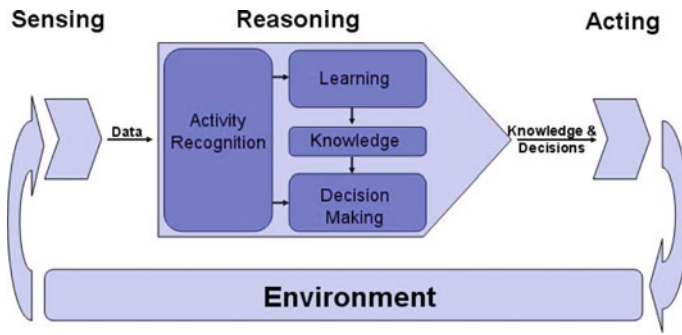 Sensing
Reasoning
Acting
Data
Activity
Recognition
Learning
Knowledge
Decision
Making
Knowledge &
Decisions
Environment